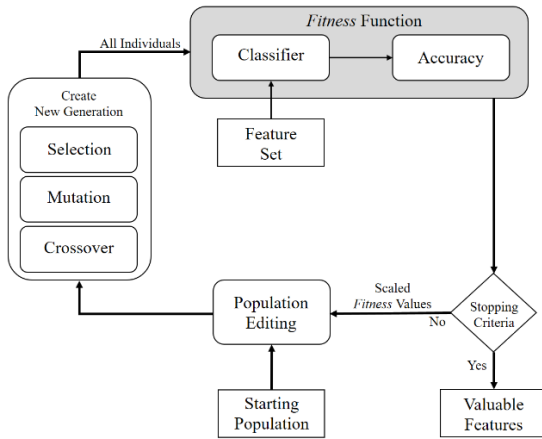 Fitness Function
All Individuals
Classifier
Accuracy
Create
New Generation
Selection
Mutation
Crossover
Feature
Set
Population
Editing
Scaled
Fitness Values
No
Stopping
Criteria
Yes
Starting
Population
Valuable
Features